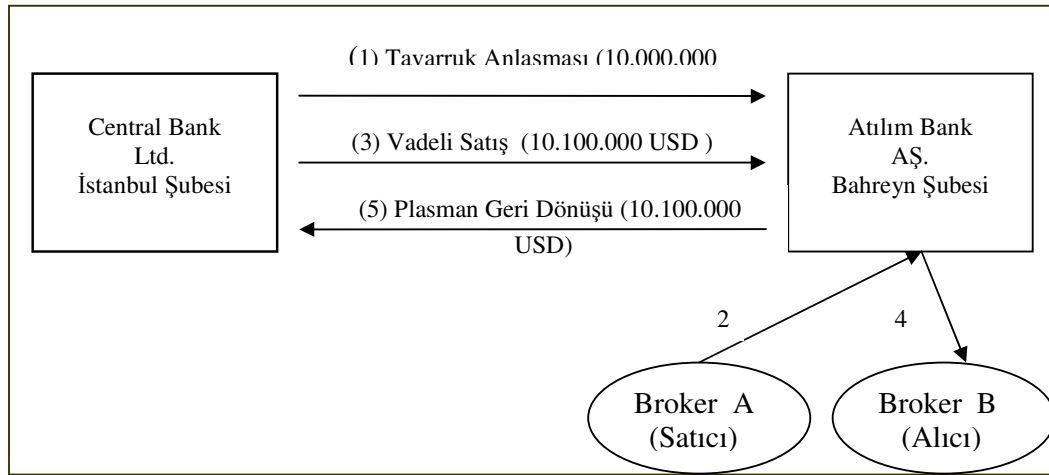 (1) Tavarruk Anlaşması (10.000.000
Central Bank
Ltd.
İstanbul Şubesi
(3) Vadeli Satış (10.100.000 USD )
(5) Plasman Geri Dönüşü (10.100.000
USD)
Atılım Bank
AŞ.
Bahreyn Şubesi
2
4
Broker A
(Satıcı)
Broker B
(Alıcı)